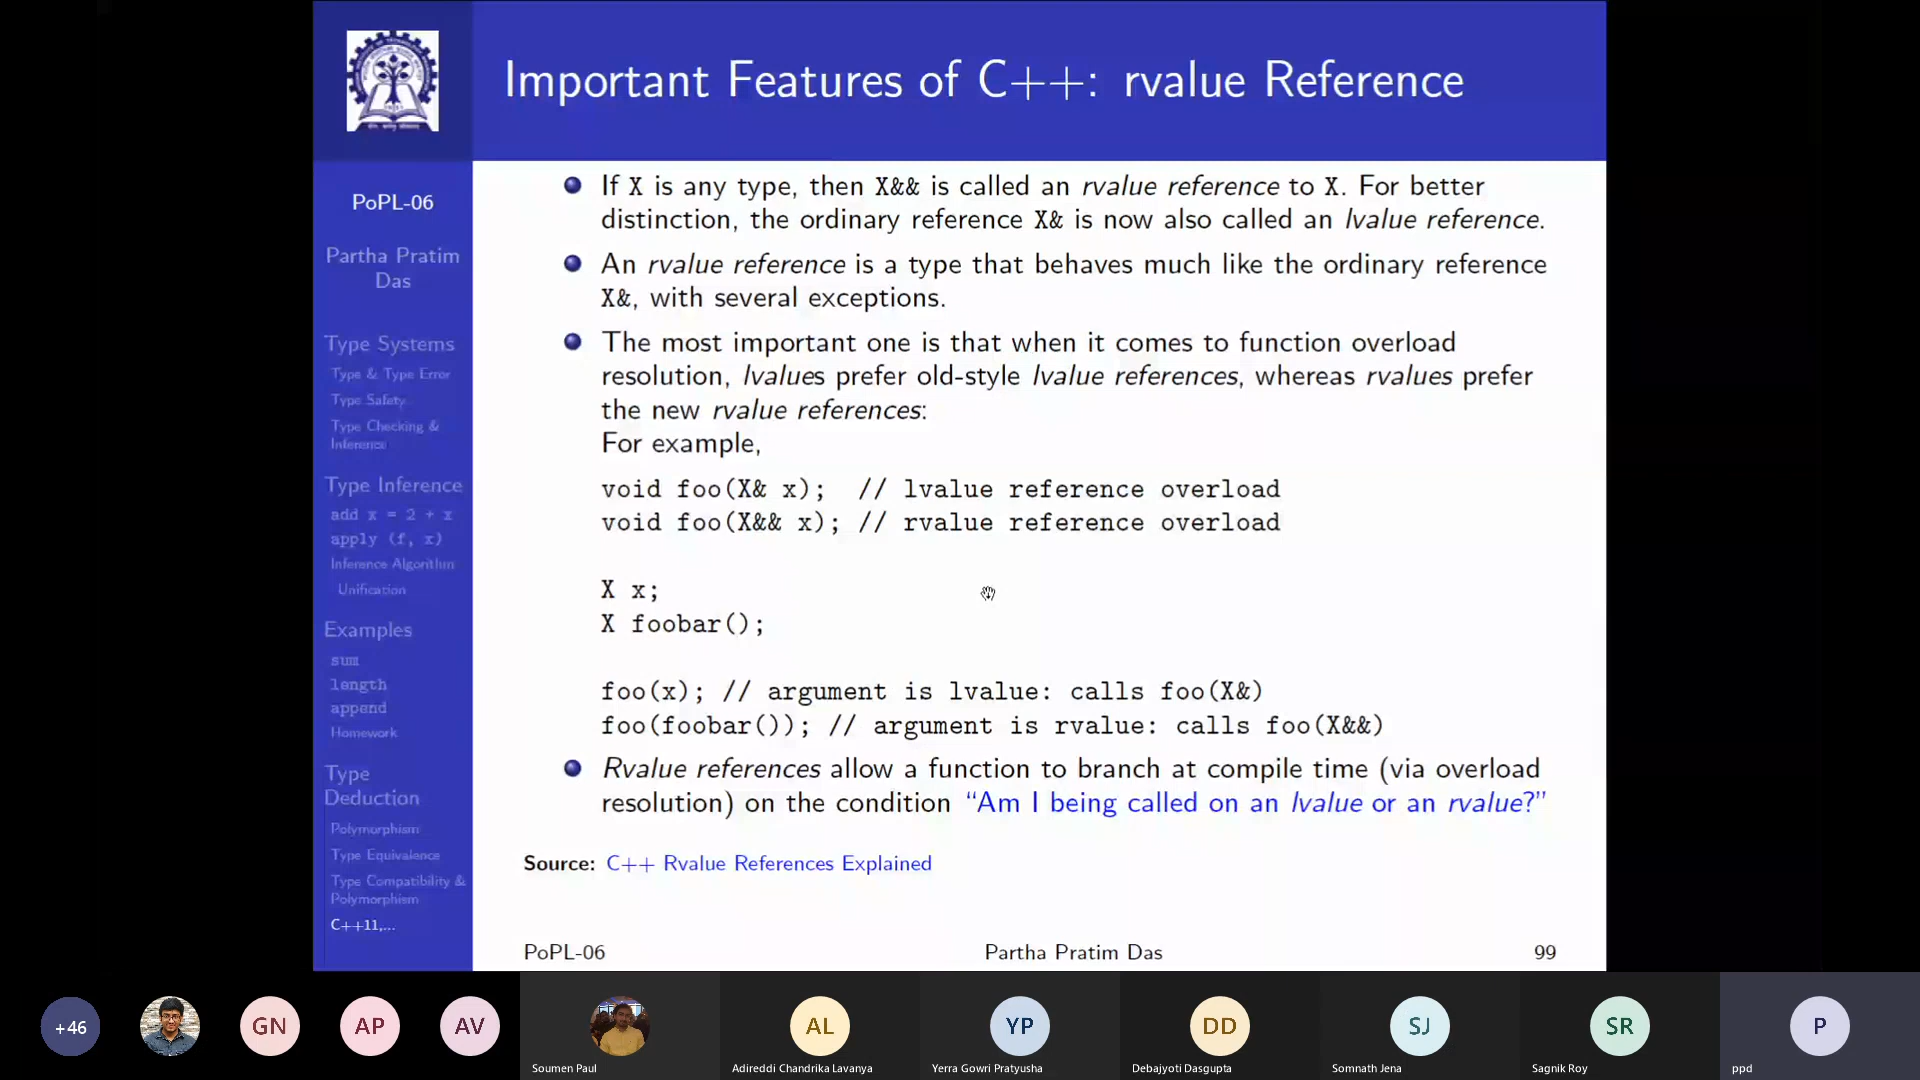 Important Features of C++: rvalue Reference
PoPL-06
Partha Pratim
Das
Type Systems
Type & Type Error
Type Safety
Type Checking &
Inference
Type Inference
add x = 2 + x
apply (f, x)
Inference Algorithm
Unification
Examples
sum
length
append
Homework
Type
Deduction
Polymorphism
Type Equivalence
Type Compatibility &
Polymorphism
C++11,...
If X is any type, then X&& is called an rvalue reference to X. For better
distinction, the ordinary reference X& is now also called an lvalue reference.
An rvalue reference is a type that behaves much like the ordinary reference
X&, with several exceptions.
The most important one is that when it comes to function overload
resolution, lvalues prefer old-style lvalue references, whereas rvalues prefer
the new rvalue references:
For example,
void foo(X& x);  // lvalue reference overload
void foo(X&& x); // rvalue reference overload
X x;
X foobar();
foo(x); // argument is lvalue: calls foo(X&)
foo(foobar()); // argument is rvalue: calls foo(X&&)
Rvalue references allow a function to branch at compile time (via overload
resolution) on the condition “Am I being called on an lvalue or an rvalue?”
Source: C++ Rvalue References Explained
PoPL-06 Partha Pratim Das 99
+46 GN AP AV AL YP DD SJ SR P
Soumen Paul Adireddi Chandrika Lavanya Yerra Gowri Pratyusha Debajyoti Dasgupta Somnath Jena Sagnik Roy ppd